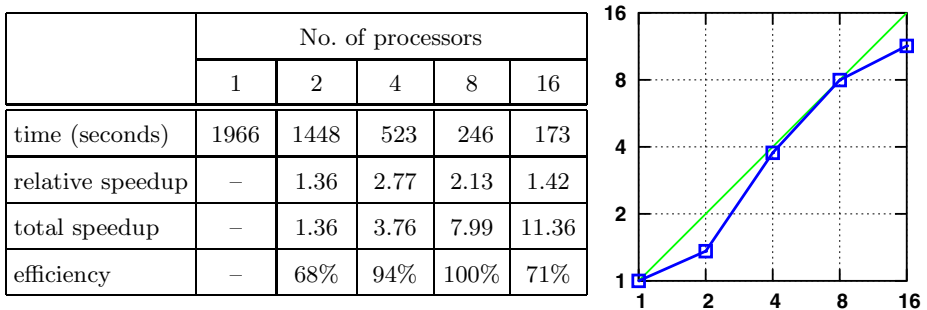 No. of processors
1 2 4 8 16
time (seconds) 1966 1448 523 246 173
relative speedup – 1.36 2.77 2.13 1.42
total speedup – 1.36 3.76 7.99 11.36
efficiency – 68% 94% 100% 71%
16
8
4
2
1
1 2 4 8 16